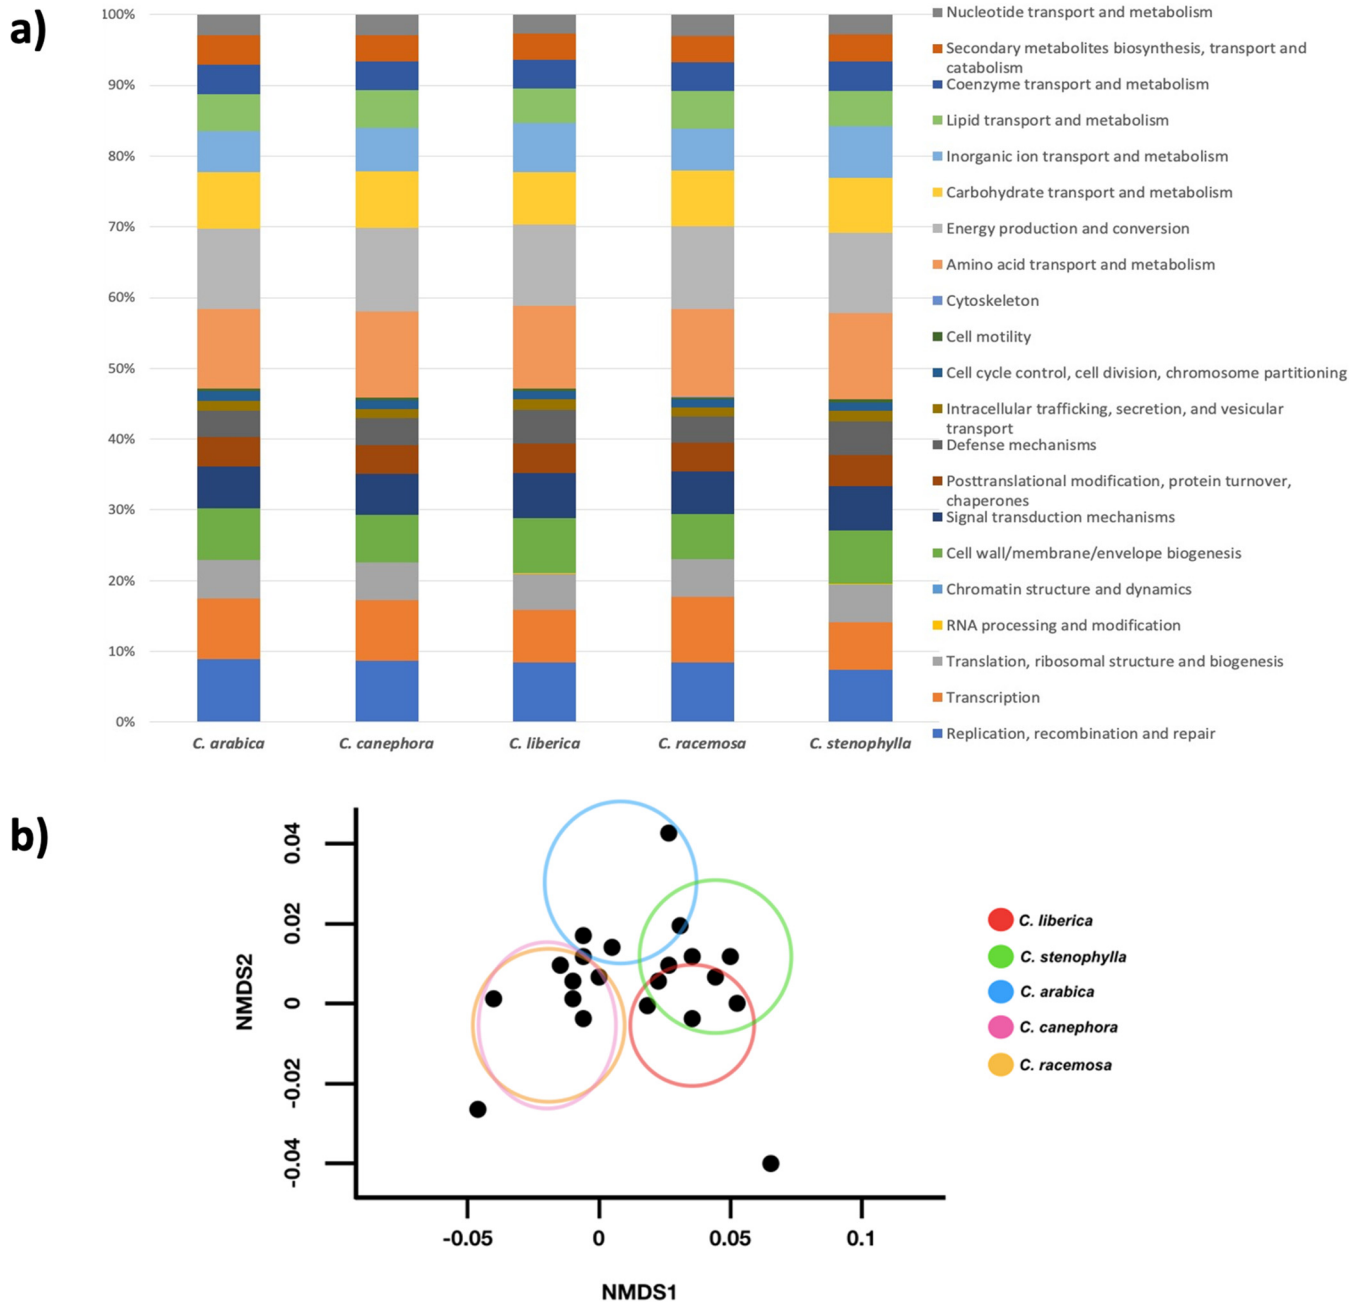 a)
100%
90%
80%
70%
60%
50%
40%
30%
20%
10%
0%
C. arabica
C. canephora
C. liberica
C. racemosa
C. stenophylla
Nucleotide transport and metabolism
Secondary metabolites biosynthesis, transport and
catabolism
Coenzyme transport and metabolism
Lipid transport and metabolism
Inorganic ion transport and metabolism
Carbohydrate transport and metabolism
Energy production and conversion
Amino acid transport and metabolism
Cytoskeleton
Cell motility
Cell cycle control, cell division, chromosome partitioning
Intracellular trafficking, secretion, and vesicular
transport
Defense mechanisms
Posttranslational modification, protein turnover,
chaperones
Signal transduction mechanisms
Cell wall/membrane/envelope biogenesis
Chromatin structure and dynamics
RNA processing and modification
Translation, ribosomal structure and biogenesis
Transcription
Replication, recombination and repair
b)
NMDS2
0.04
0.02
0
-0.02
-0.04
-0.05
0
0.05
0.1
NMDS1
C. liberica
C. stenophylla
C. arabica
C. canephora
C. racemosa